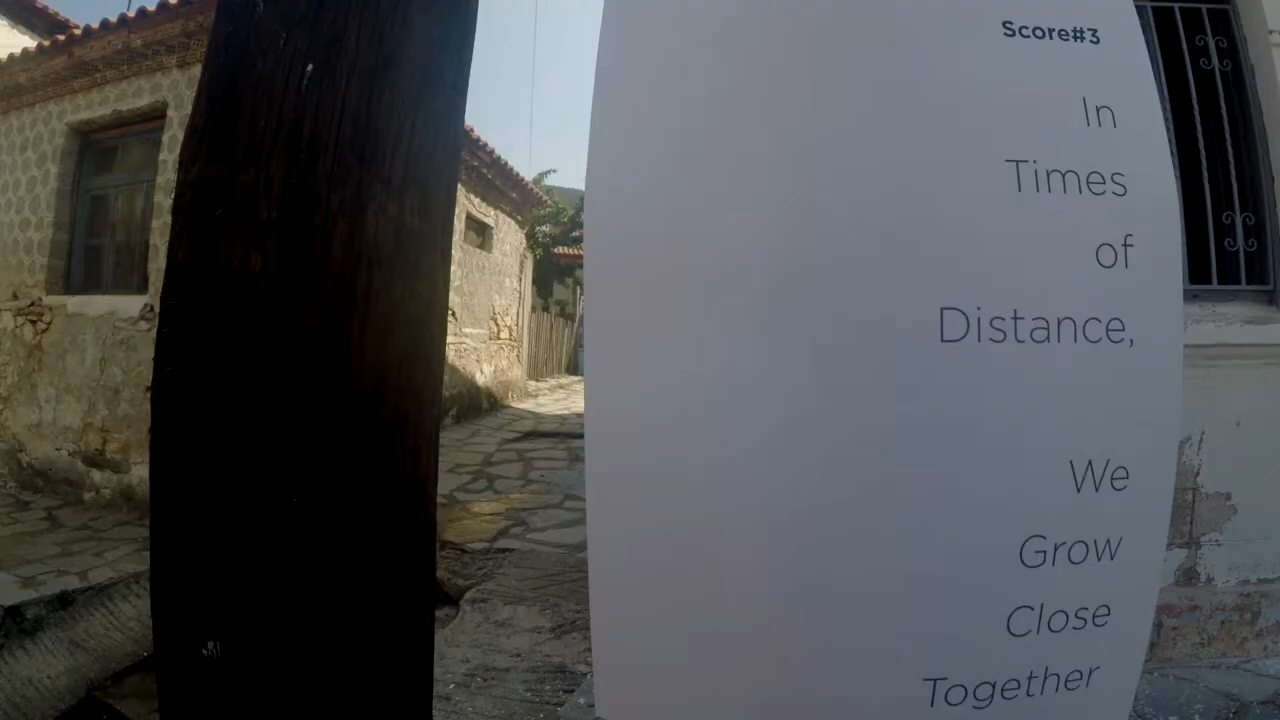 Score#3
In
Times
of
Distance,
We
Grow
Close
Together